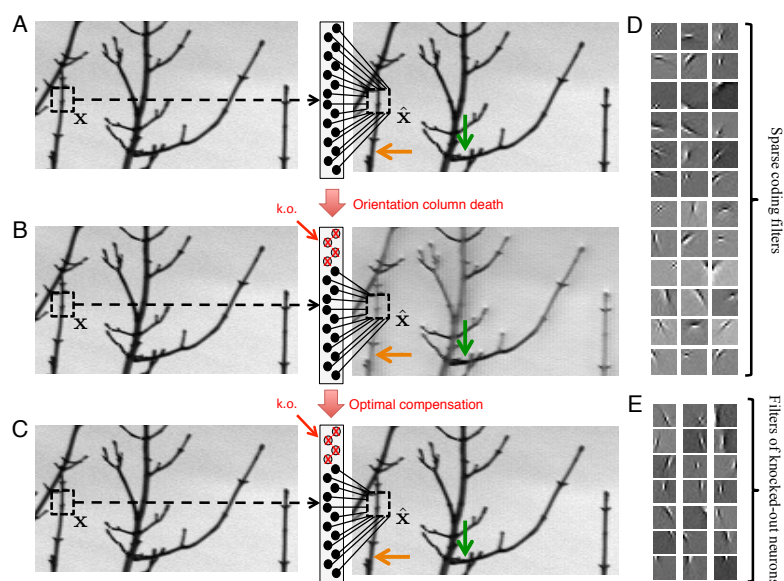 A
x
x̂
D
Sparse coding filters
k.o.
Orientation column death
B
x
x̂
k.o.
Optimal compensation
C
x
x̂
E
Filters of knocked-out neurons